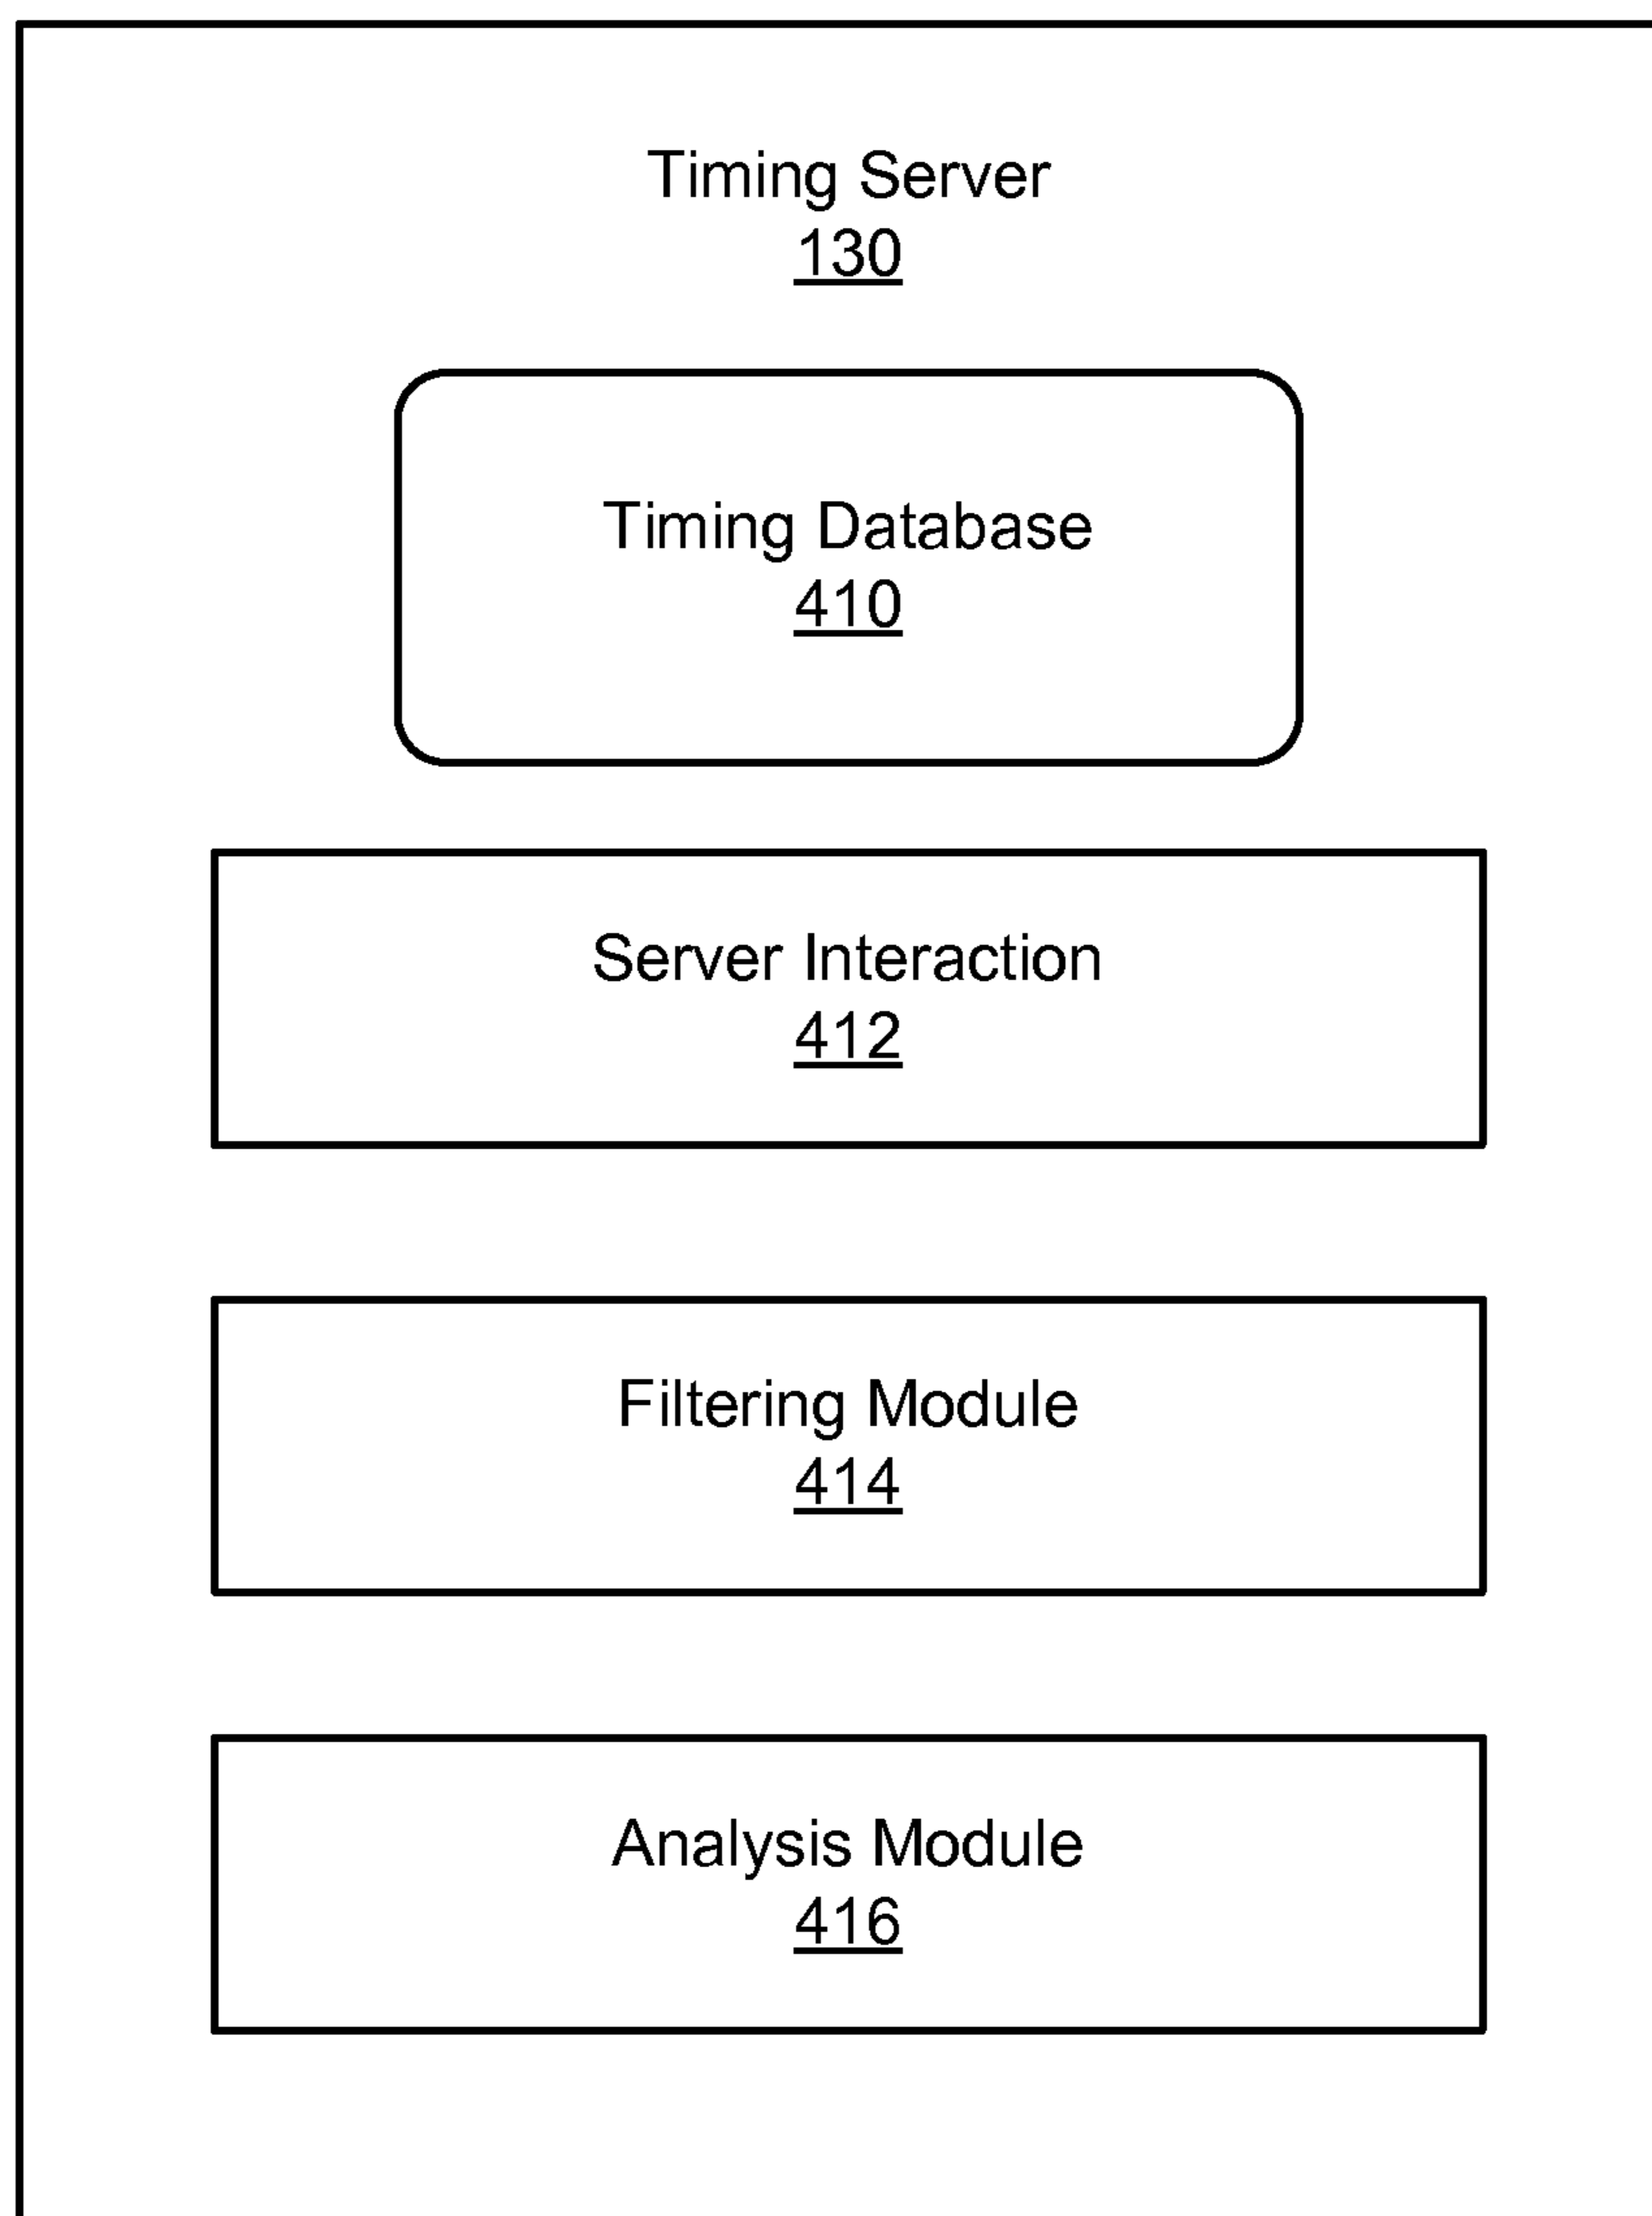 Timing Server
130
Timing Database
410
Server Interaction
412
Filtering Module
414
Analysis Module
416